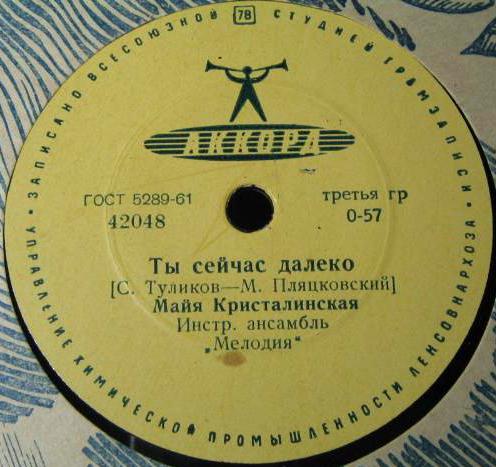 ЗАПИСАНО ВСЕСОЮЗНОЙ 78 СТУДИЕЙ ГРАМЗАПИСИ
АККОРД
ГОСТ 5289-61 третья гр
42048 0-57
Ты сейчас далеко
[С. Туликов—М. Пляцковский]
Майя Кристалинская
Инстр. ансамбль
„Мелодия“
• УПРАВЛЕНИЕ ХИМИЧЕСКОЙ ПРОМЫШЛЕННОСТИ ЛЕНСОВНАРХОЗА •